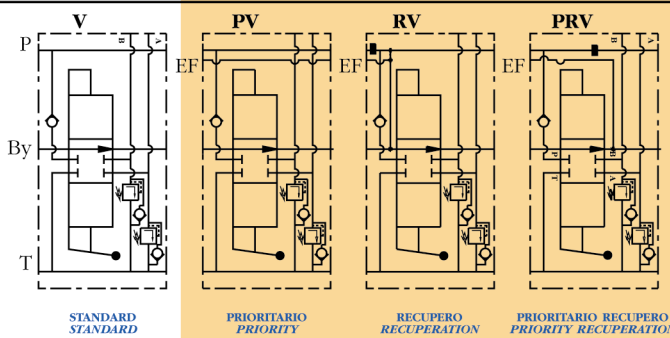 V
PV
RV
PRV
B
A
P
B
A
EF
EF
EF
By
P
B
T
A
T
STANDARD
STANDARD
PRIORITARIO
PRIORITY
RECUPERO
RECUPERATION
PRIORITARIO RECUPERO
PRIORITY RECUPERATION